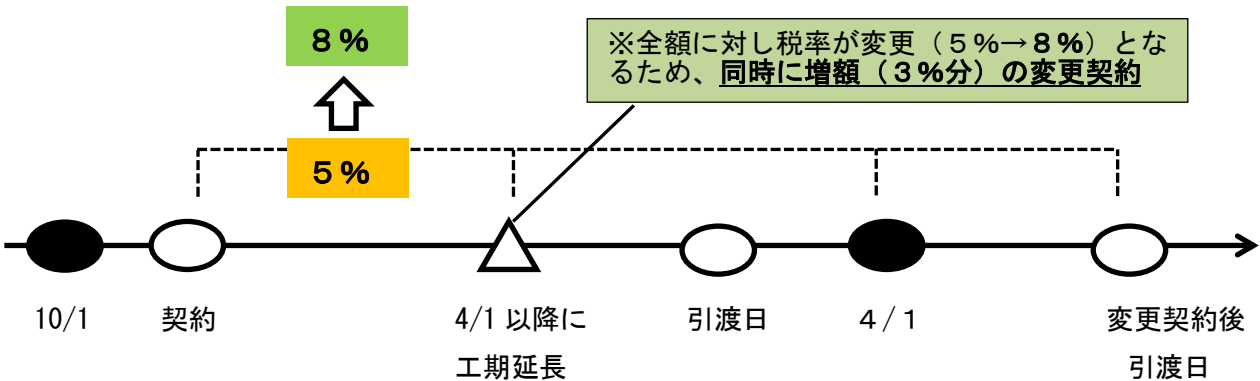 ８％
※全額に対し税率が変更（５％→８％）とな
るため、同時に増額（３％分）の変更契約
５％
10/1
契約
4/1 以降に
工期延長
引渡日
４／１
変更契約後
引渡日